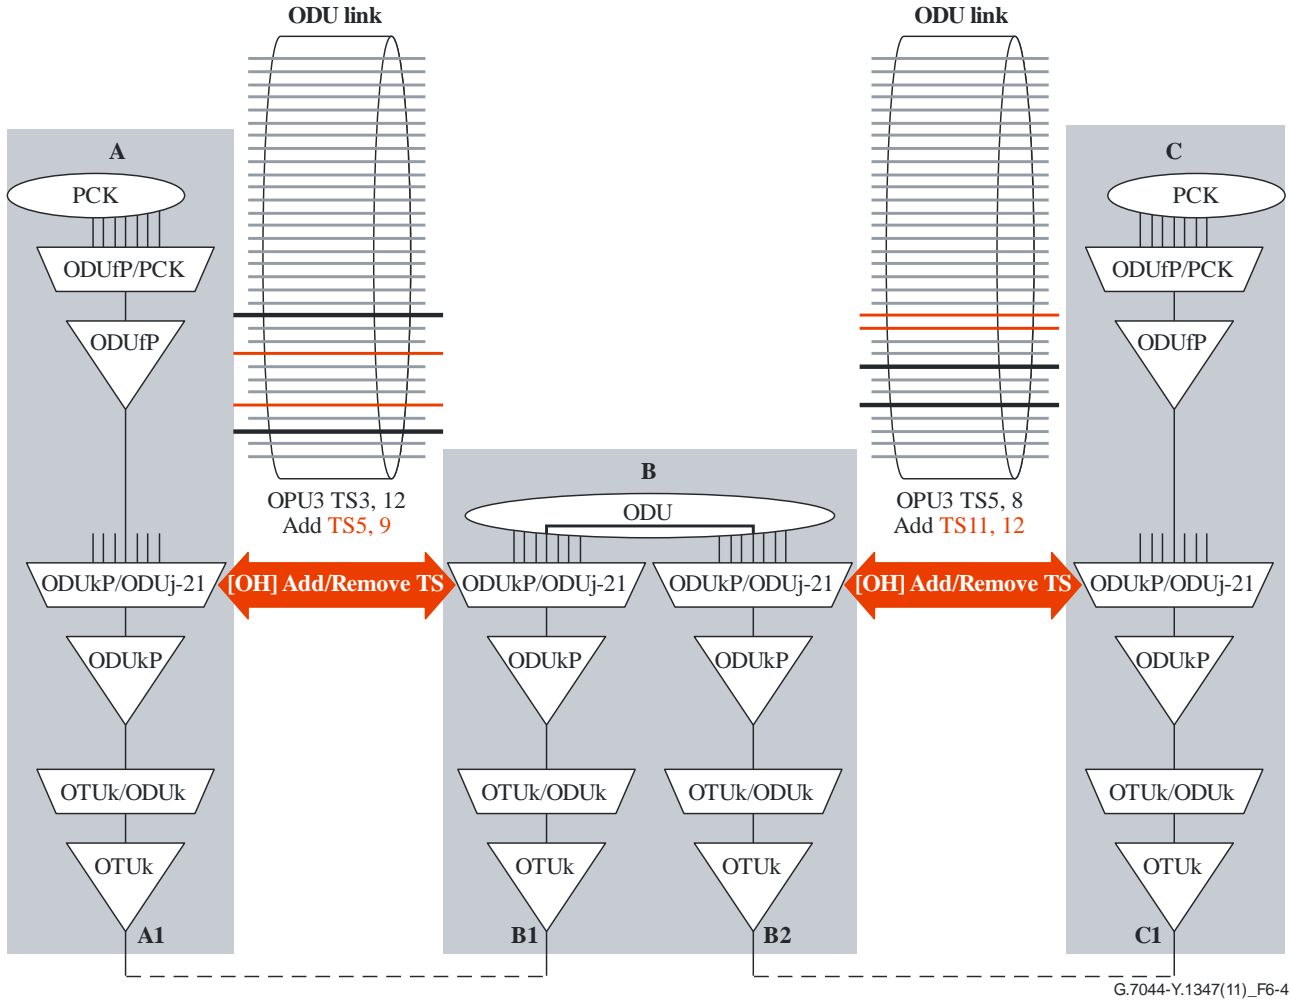 ODU link
ODU link
A
C
PCK
PCK
ODUfP/PCK
ODUfP/PCK
ODUfP
ODUfP
B
OPU3 TS3, 12
Add TS5, 9
OPU3 TS5, 8
Add TS11, 12
ODU
ODUkP/ODUj-21
[OH] Add/Remove TS
ODUkP/ODUj-21
ODUkP/ODUj-21
[OH] Add/Remove TS
ODUkP/ODUj-21
ODUkP
ODUkP
ODUkP
ODUkP
OTUk/ODUk
OTUk/ODUk
OTUk/ODUk
OTUk/ODUk
OTUk
OTUk
OTUk
OTUk
A1
B1
B2
C1
G.7044-Y.1347(11)_F6-4